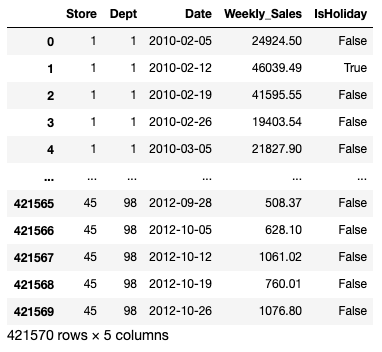 Store Dept Date Weekly_Sales IsHoliday
0 1 1 2010-02-05 24924.50 False
1 1 1 2010-02-12 46039.49 True
2 1 1 2010-02-19 41595.55 False
3 1 1 2010-02-26 19403.54 False
4 1 1 2010-03-05 21827.90 False
... ... ... ... ... ...
421565 45 98 2012-09-28 508.37 False
421566 45 98 2012-10-05 628.10 False
421567 45 98 2012-10-12 1061.02 False
421568 45 98 2012-10-19 760.01 False
421569 45 98 2012-10-26 1076.80 False
421570 rows × 5 columns